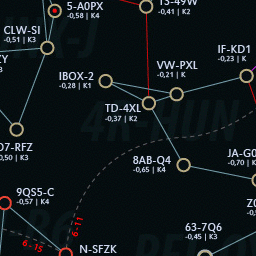 5-A0PX
-0,58 | K4
T5-49W
-0,41 | K2
CLW-SI
-0,51 | K3
IF-KD1
-0,23 | K
VW-PXL
-0,21 | K
IBOX-2
-0,28 | K1
TD-4XL
-0,37 | K2
D7-RFZ
-0,50 | K3
8AB-Q4
-0,65 | K4
JA-G0
-0,70 | K
9QS5-C
-0,57 | K4
6-11
6-15
63-7Q6
-0,45 | K3
N-SFZK